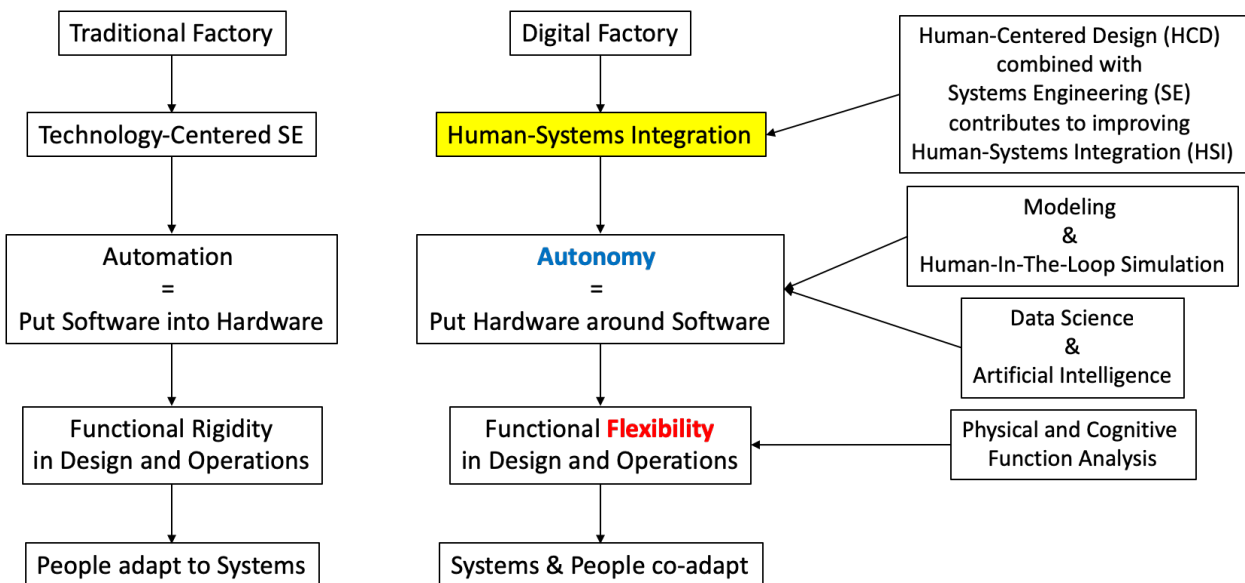 Traditional Factory
Technology-Centered SE
Automation
=
Put Software into Hardware
Functional Rigidity
in Design and Operations
People adapt to Systems
Digital Factory
Human-Systems Integration
Autonomy
=
Put Hardware around Software
Functional Flexibility
in Design and Operations
Systems & People co-adapt
Human-Centered Design (HCD)
combined with
Systems Engineering (SE)
contributes to improving
Human-Systems Integration (HSI)
Modeling
&
Human-In-The-Loop Simulation
Data Science
&
Artificial Intelligence
Physical and Cognitive
Function Analysis